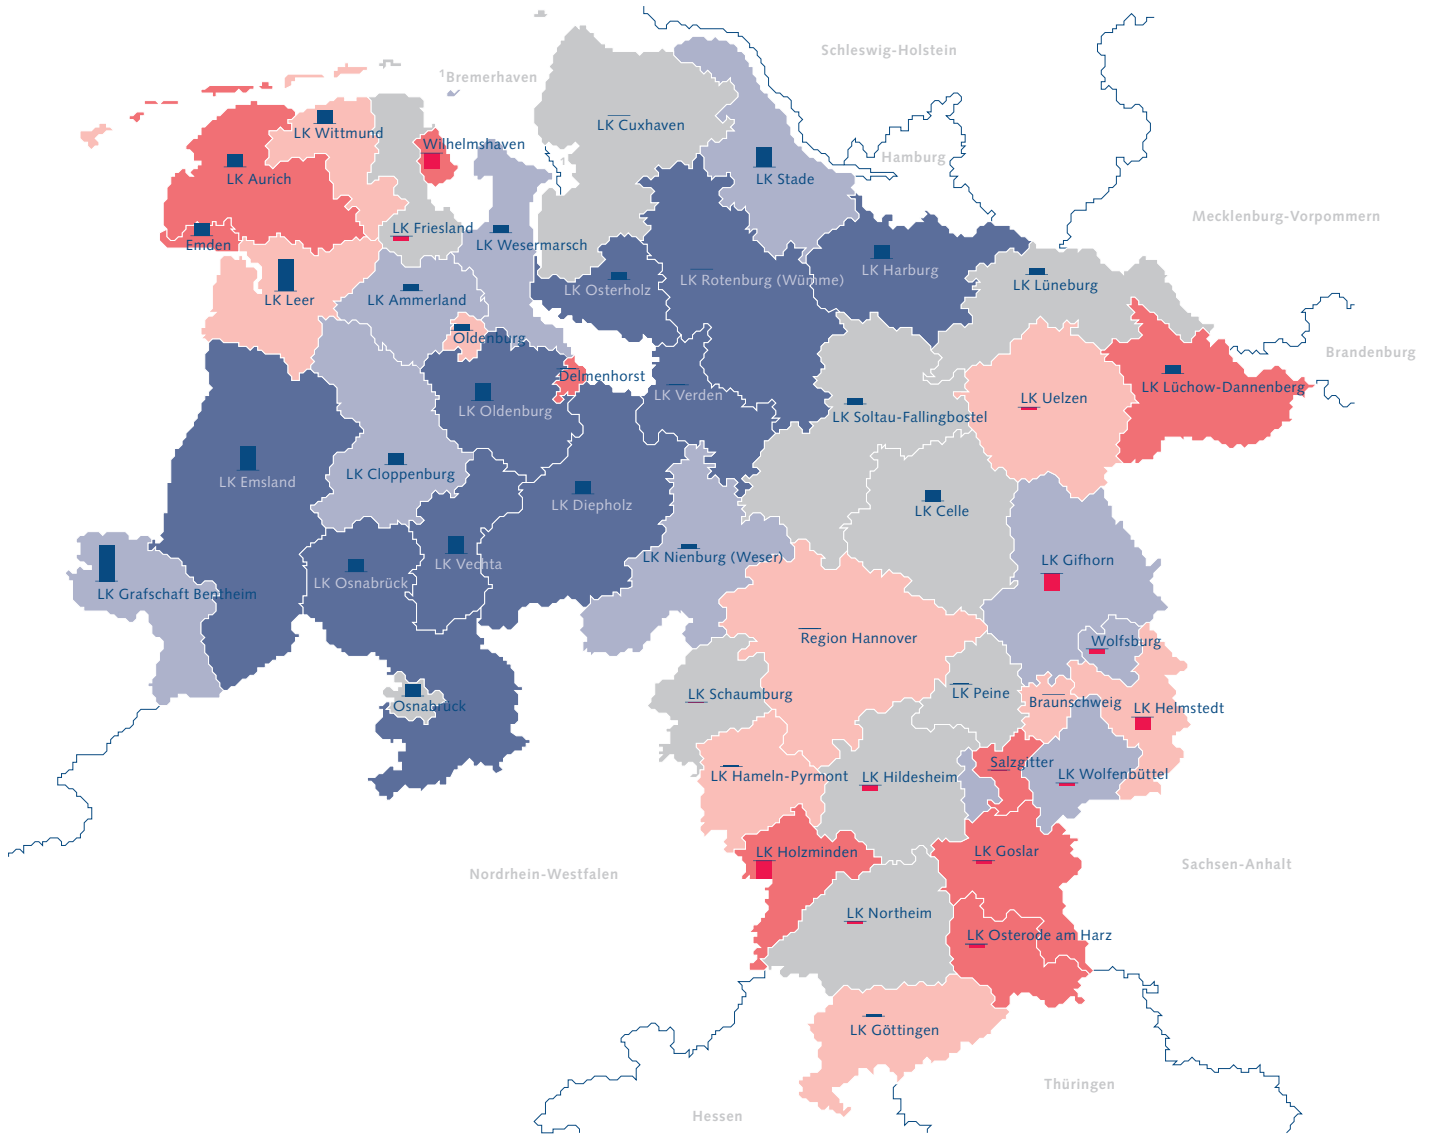 Schleswig-Holstein
¹Bremerhaven
LK Cuxhaven
LK Wittmund
Wilhelmshaven
1
Hamburg
LK Aurich
LK Stade
Mecklenburg-Vorpommern
LK Friesland
Emden
LK Wesermarsch
LK Harburg
LK Rotenburg (Wümme)
LK Osterholz
LK Lüneburg
LK Leer
LK Ammerland
Oldenburg
Brandenburg
Delmenhorst
LK Lüchow-Dannenberg
LK Verden
LK Uelzen
LK Oldenburg
LK Soltau-Fallingbostel
LK Cloppenburg
LK Emsland
LK Diepholz
LK Celle
LK Nienburg (Weser)
LK Gifhorn
LK Vechta
LK Osnabrück
LK Grafschaft Bentheim
Region Hannover
Wolfsburg
LK Schaumburg
LK Peine
Braunschweig
Osnabrück
LK Helmstedt
Salzgitter
LK Hameln-Pyrmont
LK Hildesheim
LK Wolfenbüttel
LK Holzminden
LK Goslar
Sachsen-Anhalt
Nordrhein-Westfalen
LK Northeim
LK Osterode am Harz
LK Göttingen
Thüringen
Hessen